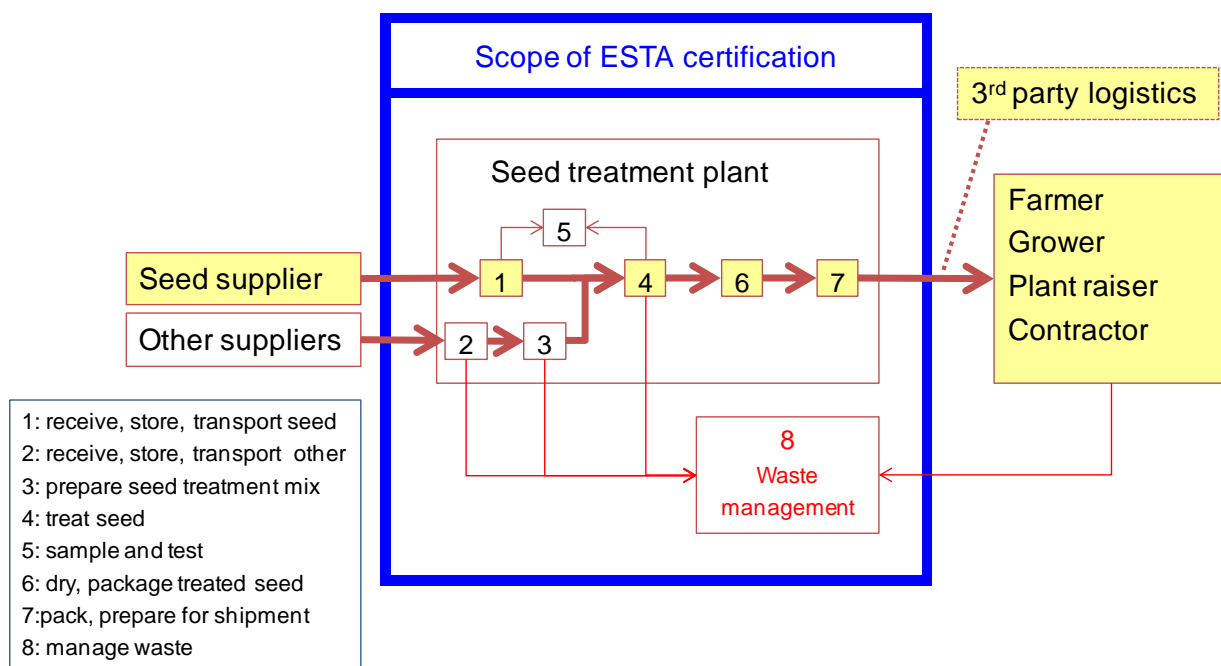 Scope of ESTA certification
3rd party logistics
Seed treatment plant
Farmer
Grower
Plant raiser
Contractor
5
Seed supplier
1
4
6
7
Other suppliers
2
3
1: receive, store, transport seed
2: receive, store, transport other
3: prepare seed treatment mix
4: treat seed
5: sample and test
6: dry, package treated seed
7:pack, prepare for shipment
8: manage waste
8
Waste
management